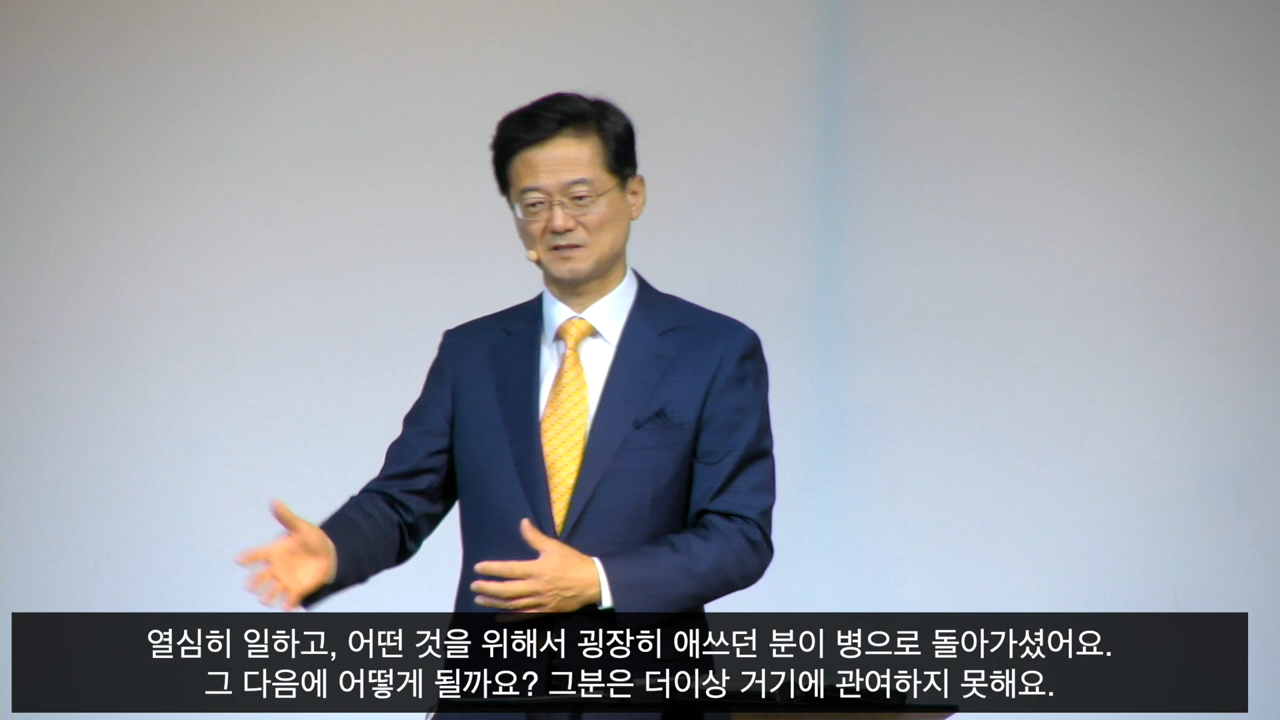 열심히 일하고, 어떤 것을 위해서 굉장히 애쓰던 분이 병으로 돌아가셨어요.
그 다음에 어떻게 될까요? 그분은 더이상 거기에 관여하지 못해요.